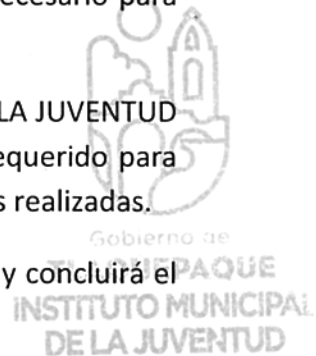 ecesario para
LA JUVENTUD
equerido para
s realizadas.
Gobierno de
y concluirá el
TLAQUEPAQUE
INSTITUTO MUNICIPAL
DE LA JUVENTUD